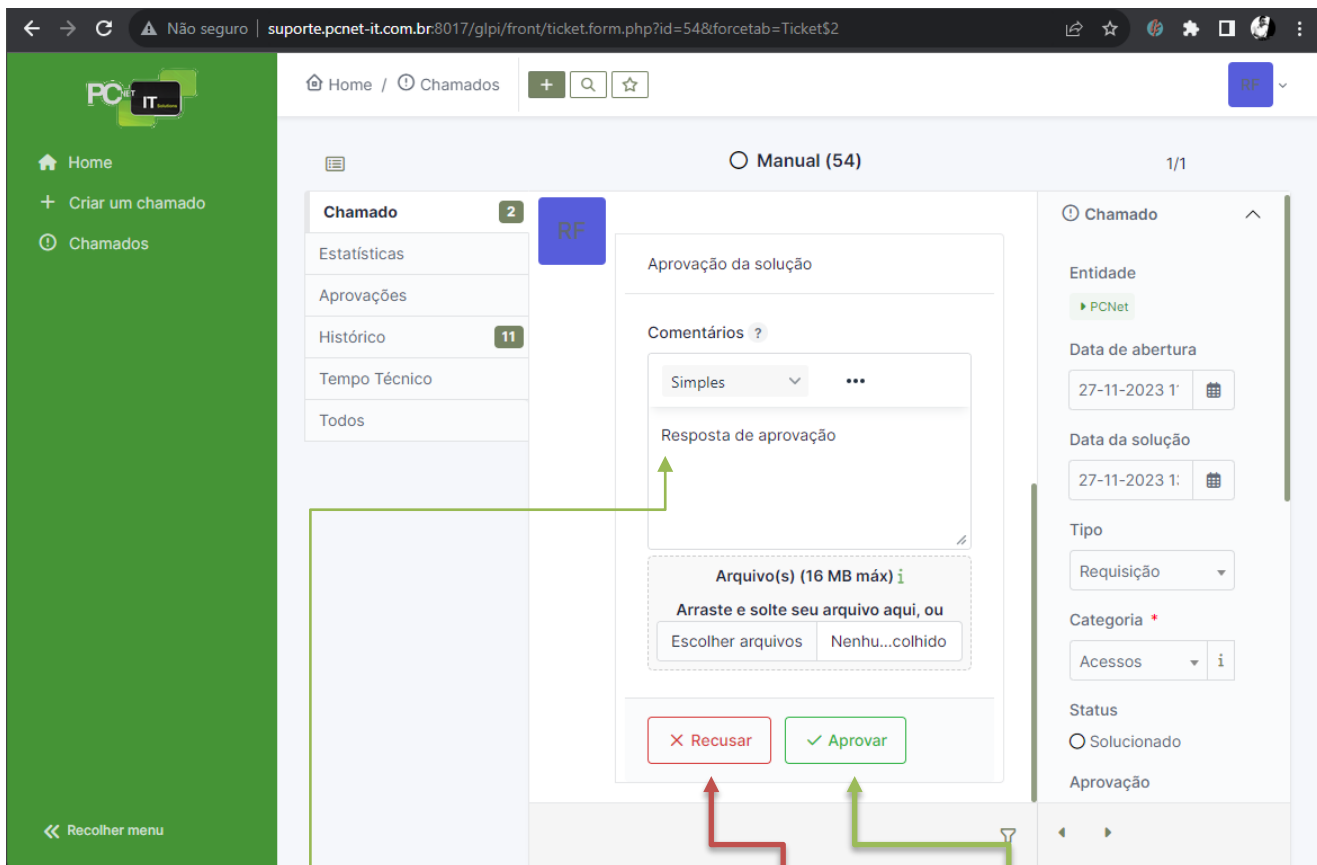 Não seguro | suporte.pcnet-it.com.br:8017/glpi/front/ticket.form.php?id=54&forcetab=Ticket$2
PC NET IT Solutions
Home / Chamados
Home
Criar um chamado
Chamados
Recolher menu
Manual (54)
1/1
Chamado 2
Estatísticas
Aprovações
Histórico 11
Tempo Técnico
Todos
RF
Aprovação da solução
Comentários ?
Simples
Resposta de aprovação
Arquivo(s) (16 MB máx) i
Arraste e solte seu arquivo aqui, ou
Escolher arquivos Nenhu...colhido
Recusar Aprovar
Chamado
Entidade
PCNet
Data de abertura
27-11-2023 1
Data da solução
27-11-2023 1
Tipo
Requisição
Categoria *
Acessos i
Status
Solucionado
Aprovação